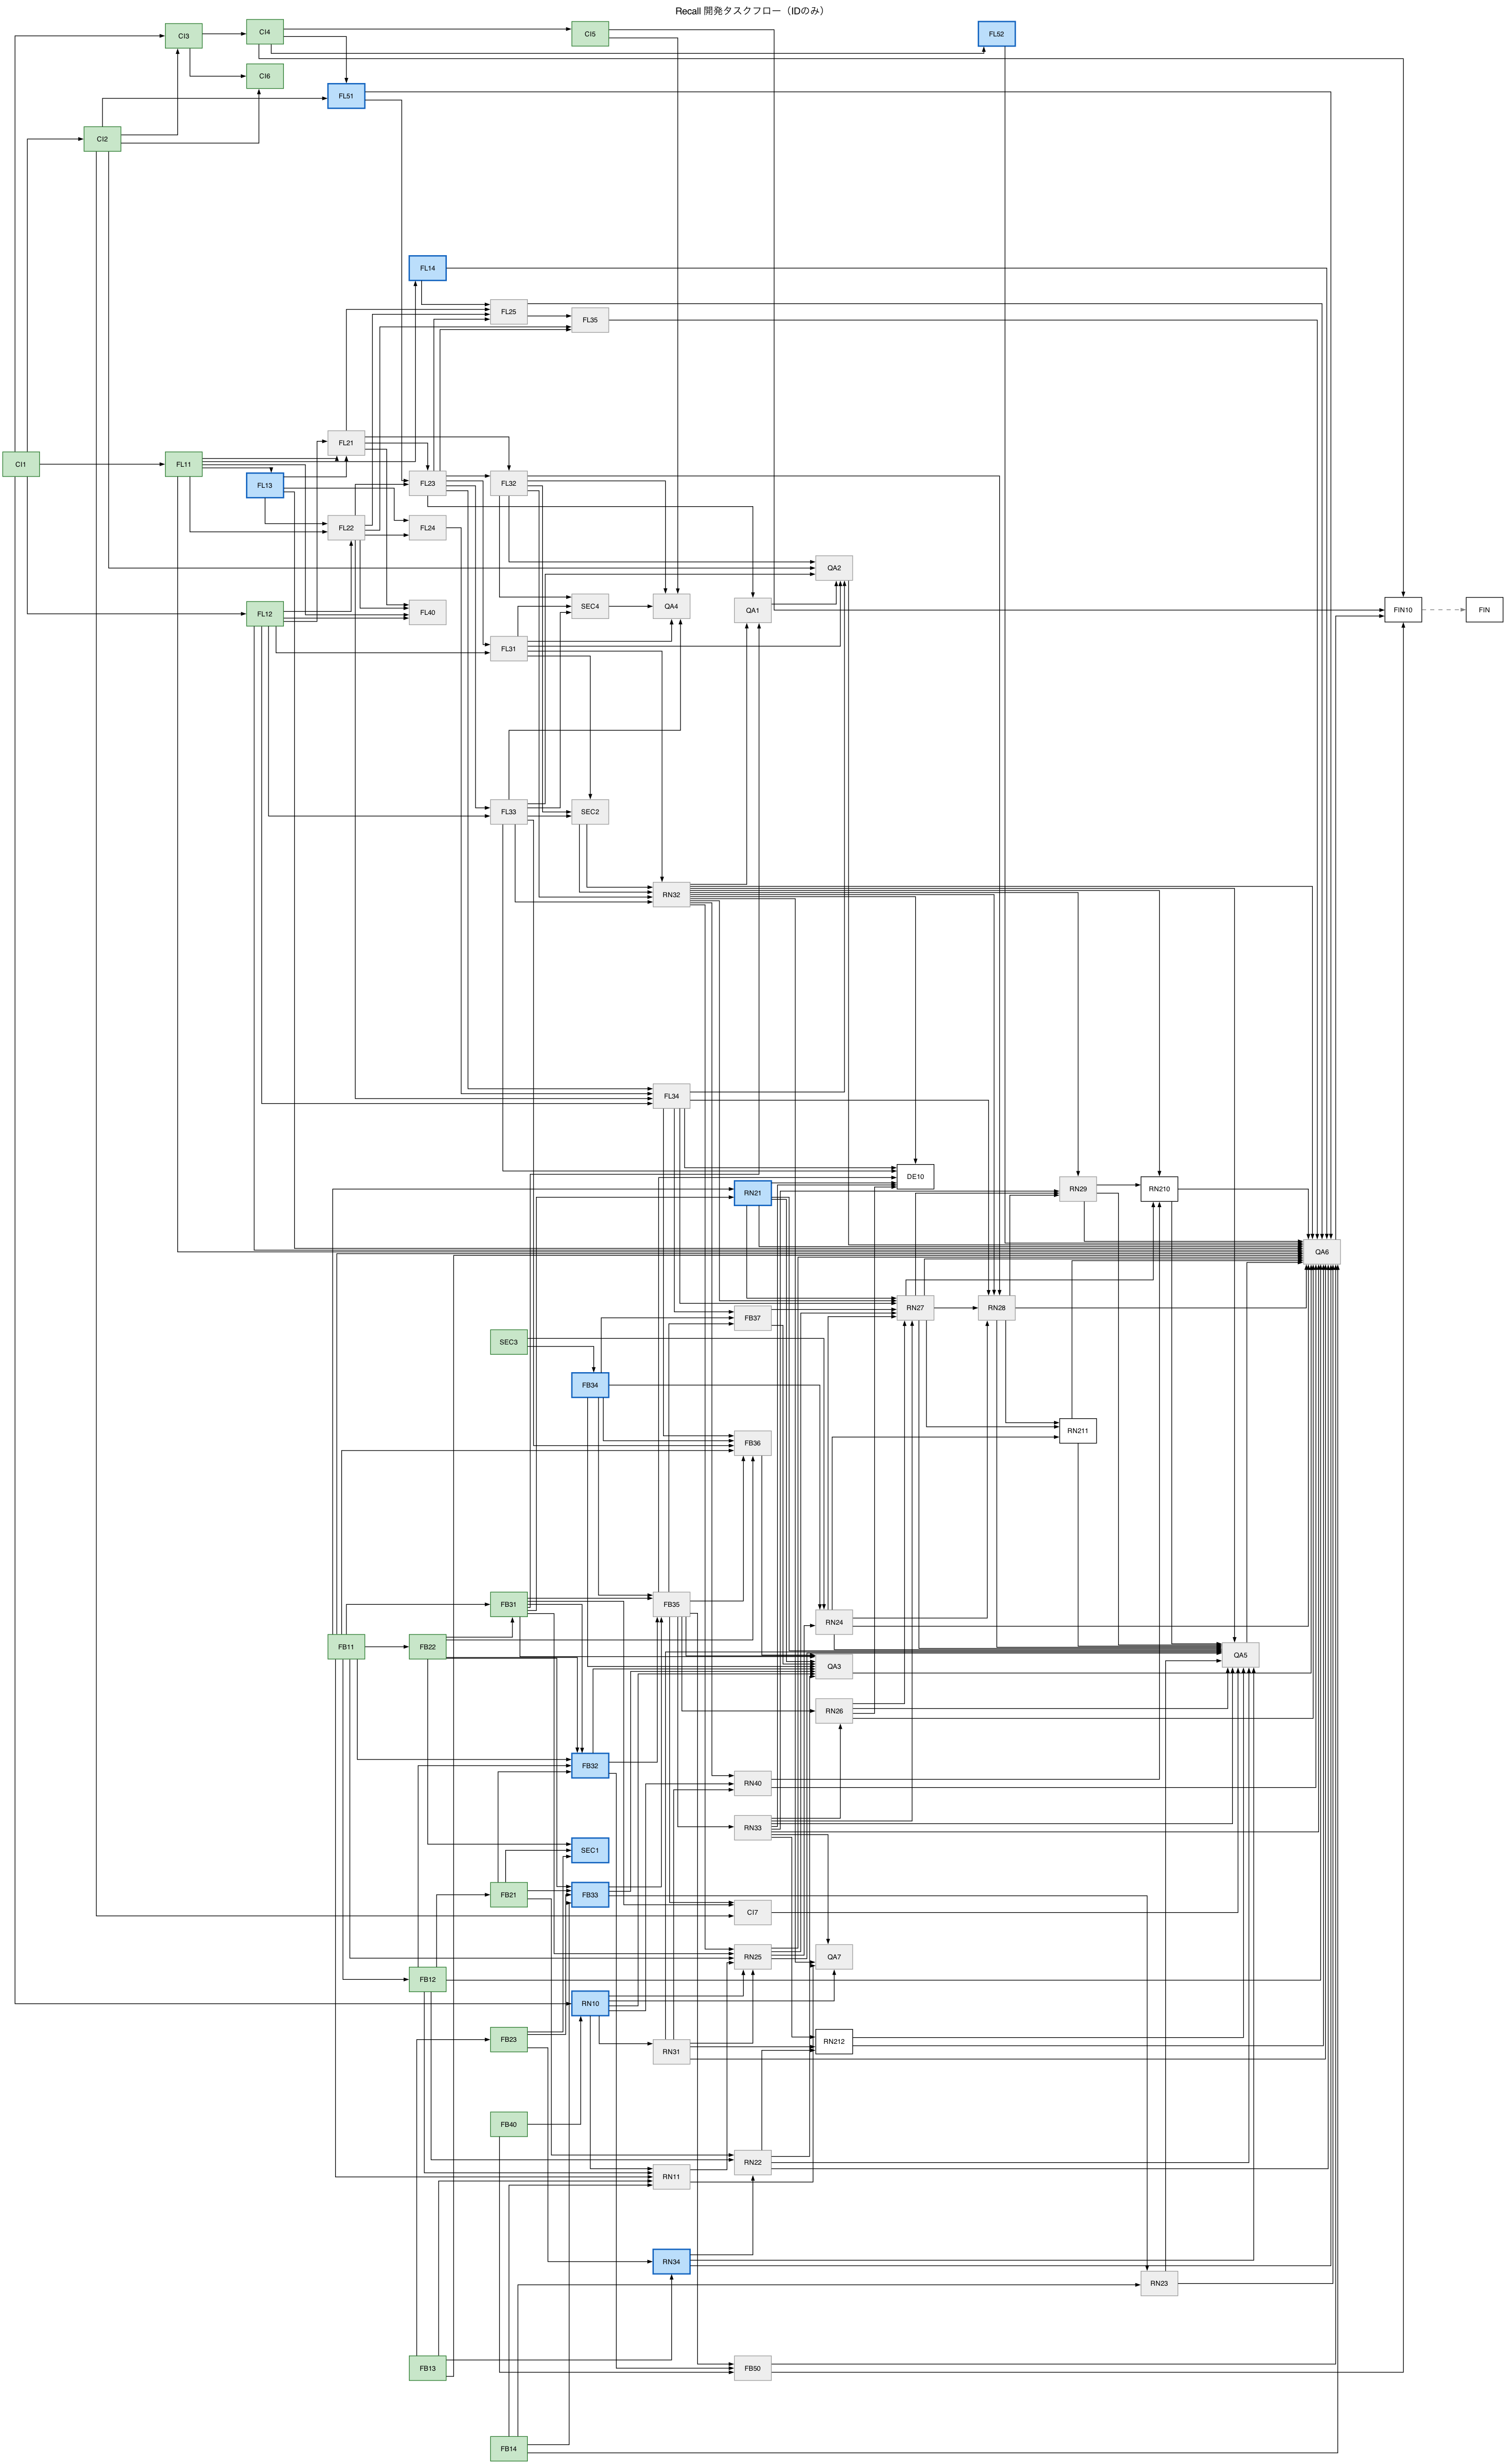 Recall 開発タスクフロー（IDのみ）
CI3
CI4
CI5
FL52
CI6
FL51
CI2
FL14
FL25
FL35
FL21
CI1
FL11
FL13
FL23
FL32
FL22
FL24
QA2
FL12
FL40
SEC4
QA4
QA1
FIN10
FIN
FL31
FL33
SEC2
RN32
FL34
DE10
RN21
RN29
RN210
QA6
RN27
RN28
FB37
SEC3
FB34
RN211
FB36
FB31
FB35
RN24
FB11
FB22
QA3
QA5
RN26
FB32
RN40
RN33
SEC1
FB21
FB33
CI7
RN25
QA7
FB12
RN10
FB23
RN31
RN212
FB40
RN22
RN11
RN34
RN23
FB13
FB50
FB14